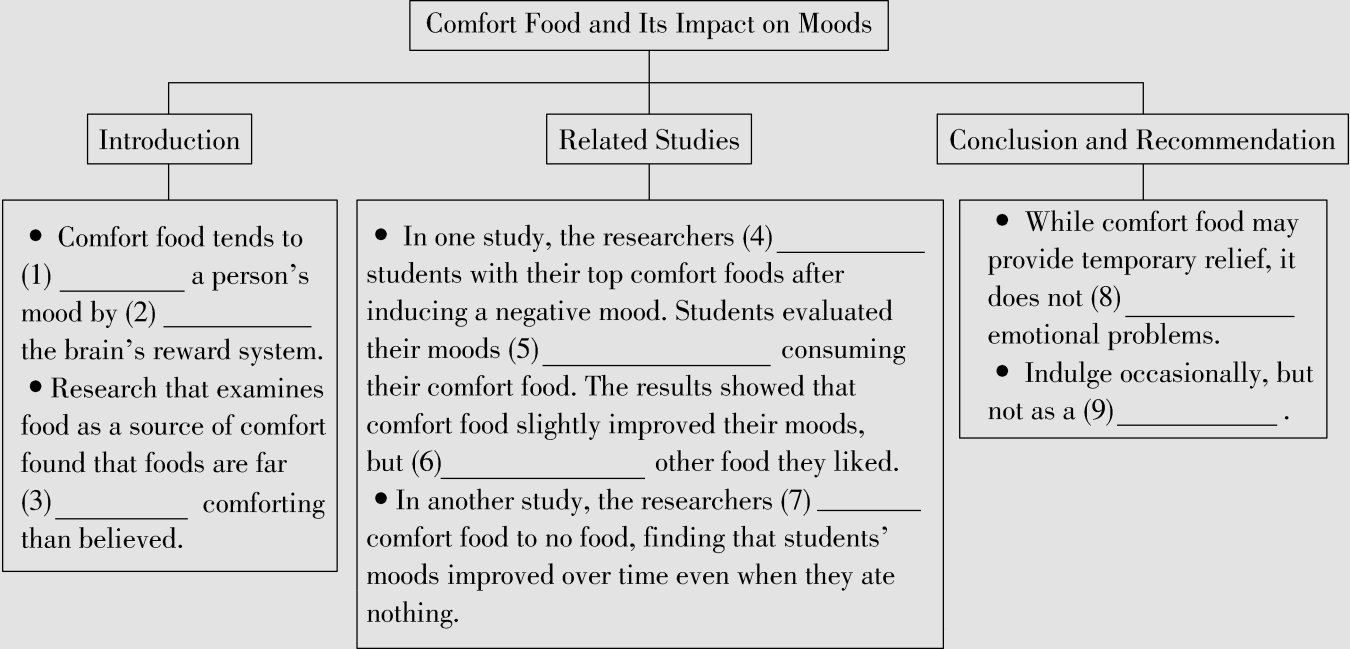 Comfort Food and Its Impact on Moods
Introduction
Related Studies
Conclusion and Recommendation
● Comfort food tends to
(1) __________ a person's
mood by (2) ____________
the brain's reward system.
● Research that examines
food as a source of comfort
found that foods are far
(3) ___________ comforting
than believed.
● In one study, the researchers (4) ____________
students with their top comfort foods after
inducing a negative mood. Students evaluated
their moods (5) ___________________ consuming
their comfort food. The results showed that
comfort food slightly improved their moods,
but (6) _________________ other food they liked.
● In another study, the researchers (7) ________
comfort food to no food, finding that students'
moods improved over time even when they ate
nothing.
● While comfort food may
provide temporary relief, it
does not (8) ______________
emotional problems.
● Indulge occasionally, but
not as a (9) _____________ .